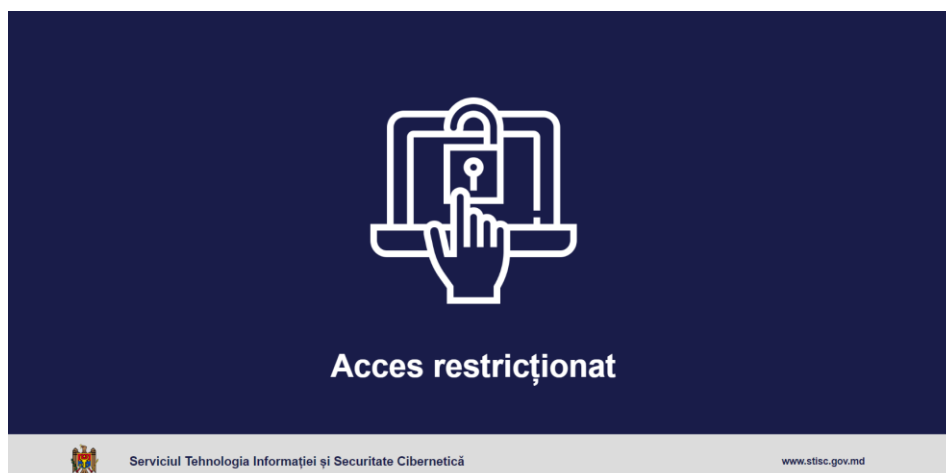 Acces restricționat
Serviciul Tehnologia Informației și Securitate Cibernetică
www.stisc.gov.md